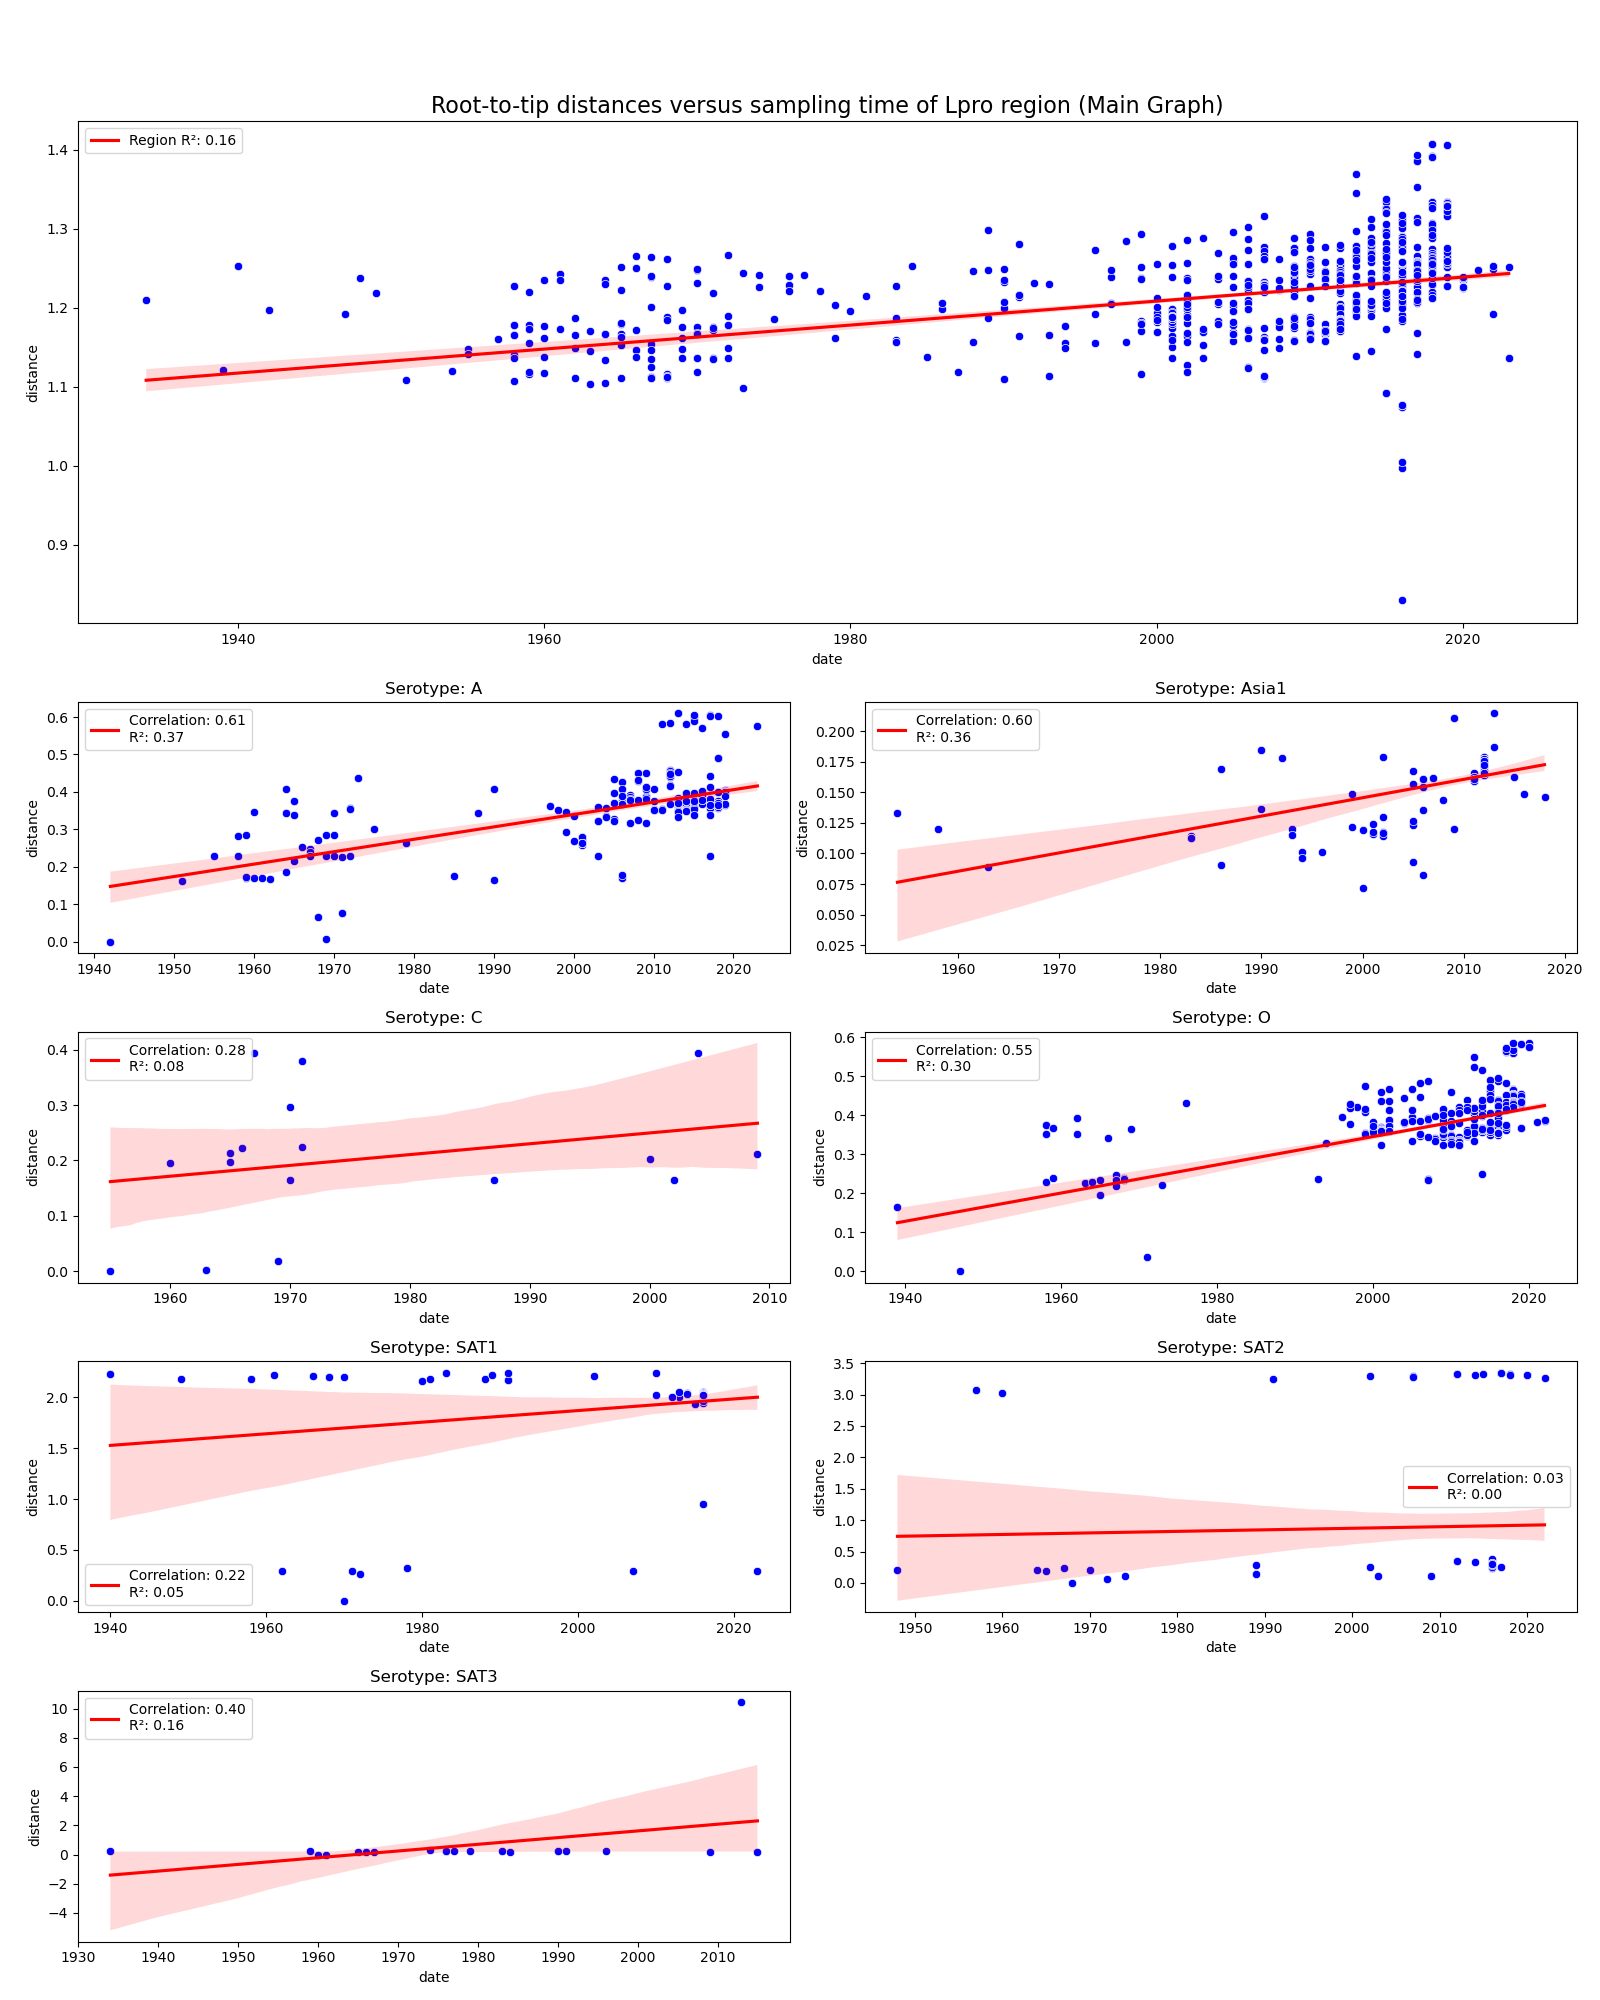 Root-to-tip distances versus sampling time of Lpro region (Main Graph)
Region R²: 0.16
1.4
1.3
1.2
1.1
1.0
0.9
distance
1940 1960 1980 2000 2020
date
Serotype: A
Correlation: 0.61
R²: 0.37
0.6
0.5
0.4
0.3
0.2
0.1
0.0
distance
1940 1950 1960 1970 1980 1990 2000 2010 2020
date
Serotype: Asia1
Correlation: 0.60
R²: 0.36
0.200
0.175
0.150
0.125
0.100
0.075
0.050
0.025
distance
1960 1970 1980 1990 2000 2010 2020
date
Serotype: C
Correlation: 0.28
R²: 0.08
0.4
0.3
0.2
0.1
0.0
distance
1960 1970 1980 1990 2000 2010
date
Serotype: O
Correlation: 0.55
R²: 0.30
0.6
0.5
0.4
0.3
0.2
0.1
0.0
distance
1940 1960 1980 2000 2020
date
Serotype: SAT1
2.0
1.5
1.0
0.5
0.0
distance
Correlation: 0.22
R²: 0.05
1940 1960 1980 2000 2020
date
Serotype: SAT2
3.5
3.0
2.5
2.0
1.5
1.0
0.5
0.0
distance
Correlation: 0.03
R²: 0.00
1950 1960 1970 1980 1990 2000 2010 2020
date
Serotype: SAT3
Correlation: 0.40
R²: 0.16
10
8
6
4
2
0
−2
−4
distance
1930 1940 1950 1960 1970 1980 1990 2000 2010
date